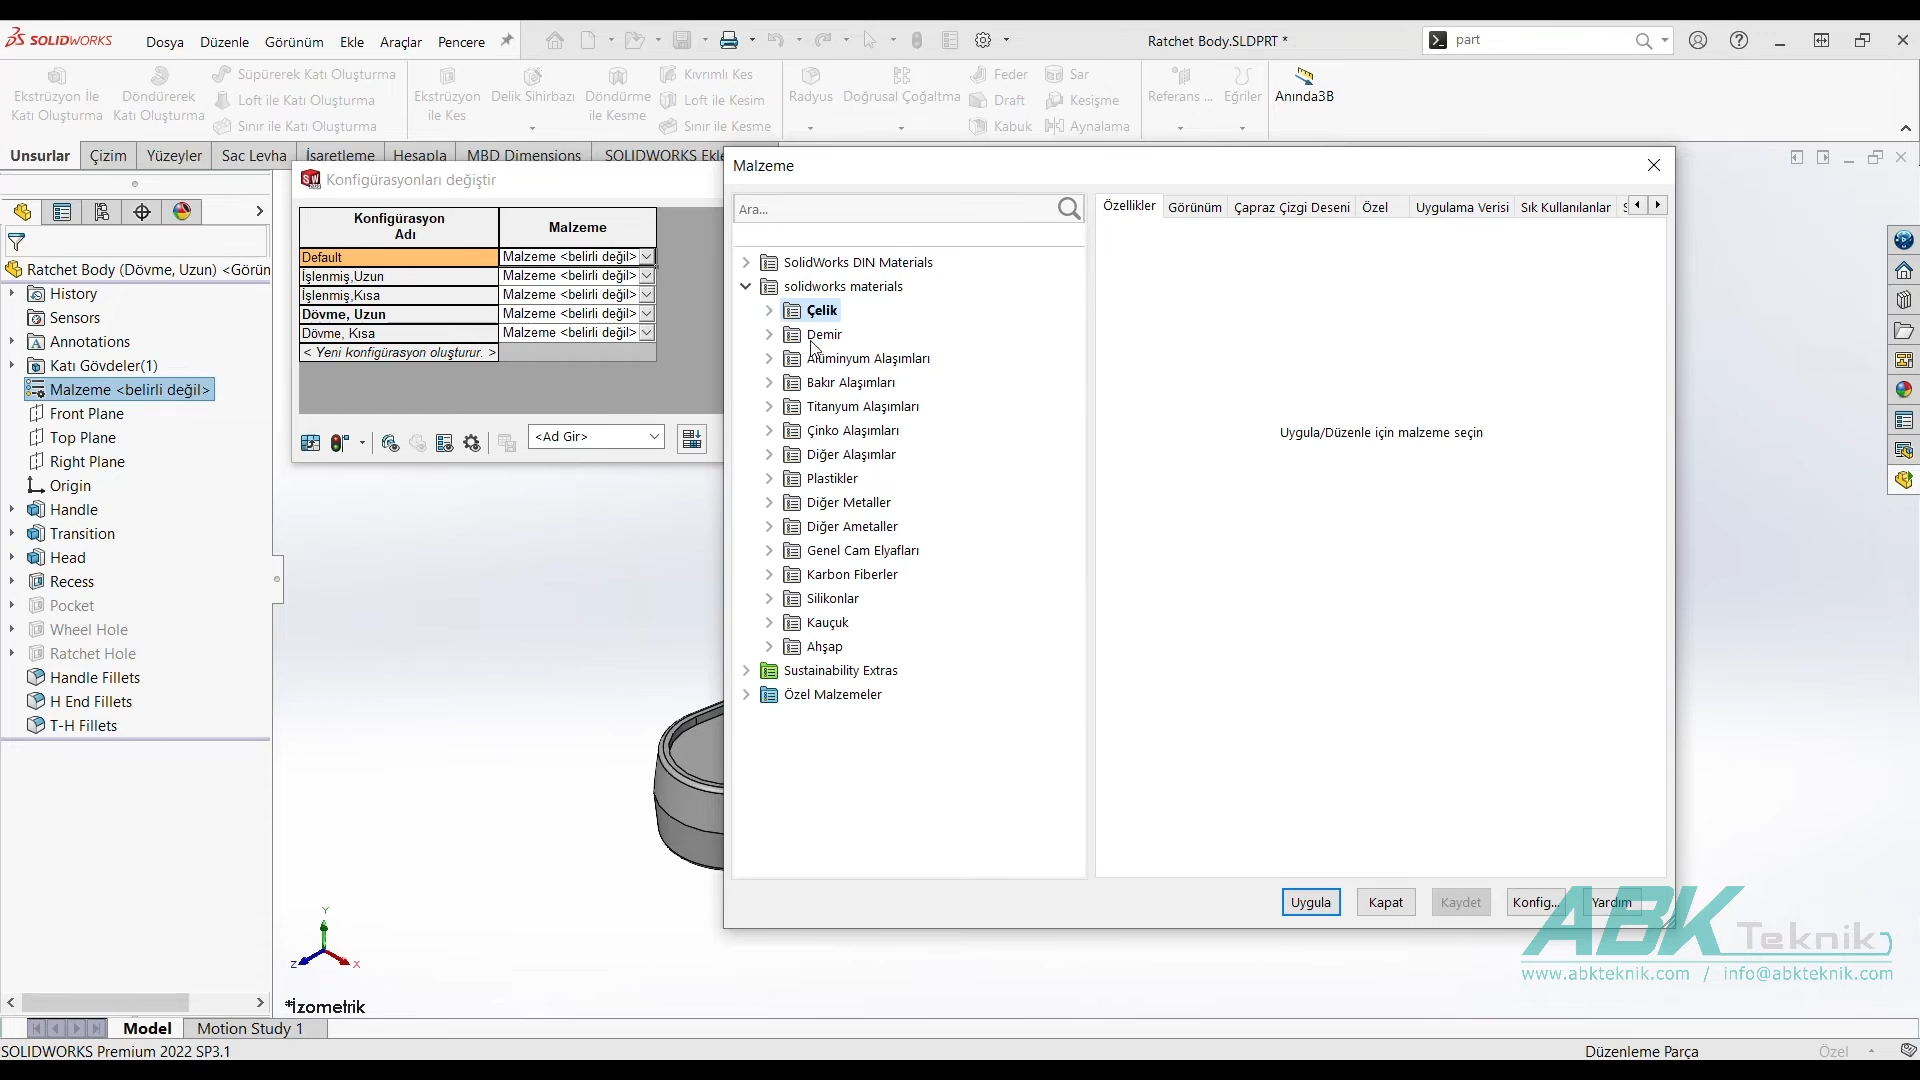 SOLIDWORKS
Dosya Düzenle Görünüm Ekle Araçlar Pencere
Ratchet Body.SLDPRT *
part
Ekstrüzyon İle Katı Oluşturma
Döndürerek Katı Oluşturma
Süpürerek Katı Oluşturma
Loft ile Katı Oluşturma
Sınır ile Katı Oluşturma
Ekstrüzyon ile Kes
Delik Sihirbazı
Döndürme ile Kesme
Kıvrımlı Kes
Loft ile Kesim
Sınır ile Kesme
Radyus
Doğrusal Çoğaltma
Feder
Draft
Kabuk
Sar
Kesişme
Aynalama
Referans ...
Eğriler
Anında3B
Unsurlar Çizim Yüzeyler Sac Levha İşaretleme Hesapla MBD Dimensions SOLIDWORKS Ekle
Ratchet Body (Dövme, Uzun) <Görün
History
Sensors
Annotations
Katı Gövdeler(1)
Malzeme <belirli değil>
Front Plane
Top Plane
Right Plane
Origin
Handle
Transition
Head
Recess
Pocket
Wheel Hole
Ratchet Hole
Handle Fillets
H End Fillets
T-H Fillets
Konfigürasyonları değiştir
Konfigürasyon Adı
Malzeme
Default Malzeme <belirli değil>
İşlenmiş,Uzun Malzeme <belirli değil>
İşlenmiş,Kısa Malzeme <belirli değil>
Dövme, Uzun Malzeme <belirli değil>
Dövme, Kısa Malzeme <belirli değil>
< Yeni konfigürasyon oluşturur. >
<Ad Gir>
Malzeme
Ara...
SolidWorks DIN Materials
solidworks materials
Çelik
Demir
Alüminyum Alaşımları
Bakır Alaşımları
Titanyum Alaşımları
Çinko Alaşımları
Diğer Alaşımlar
Plastikler
Diğer Metaller
Diğer Ametaller
Genel Cam Elyafları
Karbon Fiberler
Silikonlar
Kauçuk
Ahşap
Sustainability Extras
Özel Malzemeler
Özellikler Görünüm Çapraz Çizgi Deseni Özel Uygulama Verisi Sık Kullanılanlar
Uygula/Düzenle için malzeme seçin
Uygula Kapat Kaydet Konfig... Yardım
ABK Teknik
www.abkteknik.com / info@abkteknik.com
Y
Z
X
*İzometrik
Model Motion Study 1
SOLIDWORKS Premium 2022 SP3.1
Düzenleme Parça
Özel